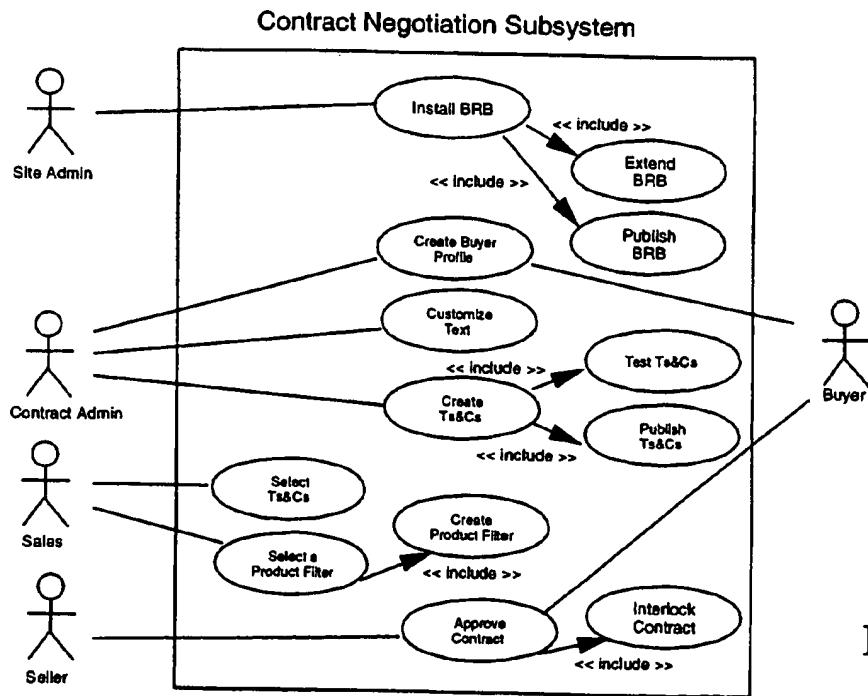 Contract Negotiation Subsystem
Install BRB
<< include >>
Site Admin
Extend
BRB
<< include >>
Publish
BRB
Create Buyer
Profile
Customize
Text
<< include >>
Test Ts&Cs
Contract Admin
Create
Ts&Cs
Buyer
Publish
Ts&Cs
<< include >>
Select
Ts&Cs
Sales
Create
Product Filter
Select a
Product Filter
<< include >>
Interlock
Contract
Approve
Contract
<< include >>
Seller